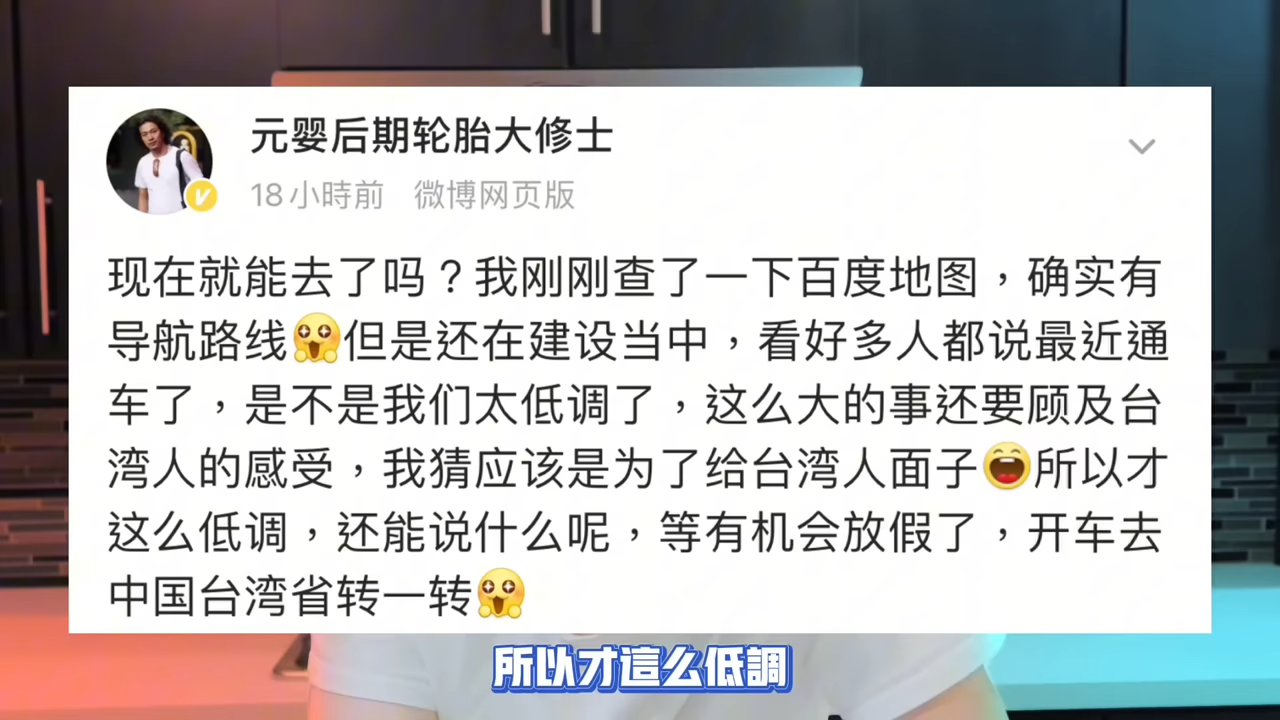 元婴后期轮胎大修士
18小時前 微博网页版
现在就能去了吗？我刚刚查了一下百度地图，确实有
导航路线但是还在建设当中，看好多人都说最近通
车了，是不是我们太低调了，这么大的事还要顾及台
湾人的感受，我猜应该是为了给台湾人面子所以才
这么低调，还能说什么呢，等有机会放假了，开车去
中国台湾省转一转
所以才這么低調